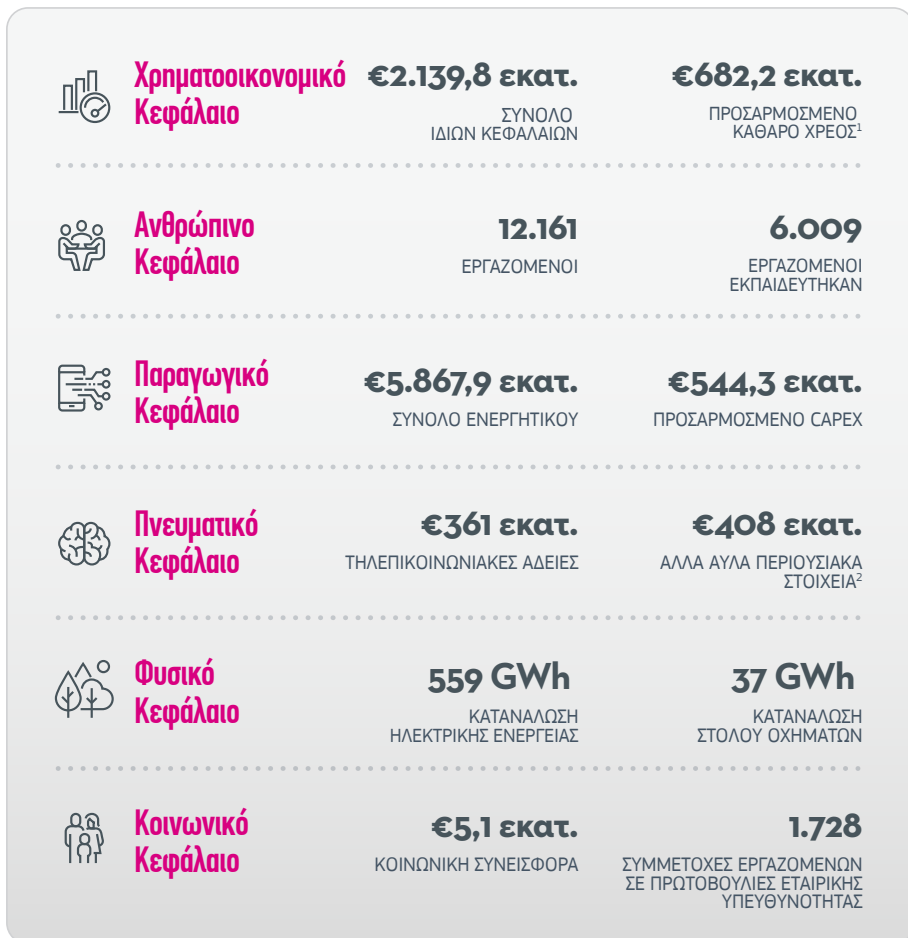 Χρηματοοικονομικό
Κεφάλαιο
€2.139,8 εκατ.
ΣΥΝΟΛΟ
ΙΔΙΩΝ ΚΕΦΑΛΑΙΩΝ
€682,2 εκατ.
ΠΡΟΣΑΡΜΟΣΜΕΝΟ
ΚΑΘΑΡΟ ΧΡΕΟΣ¹
Ανθρώπινο
Κεφάλαιο
12.161
ΕΡΓΑΖΟΜΕΝΟΙ
6.009
ΕΡΓΑΖΟΜΕΝΟΙ
ΕΚΠΑΙΔΕΥΤΗΚΑΝ
Παραγωγικό
Κεφάλαιο
€5.867,9 εκατ.
ΣΥΝΟΛΟ ΕΝΕΡΓΗΤΙΚΟΥ
€544,3 εκατ.
ΠΡΟΣΑΡΜΟΣΜΕΝΟ CAPEX
Πνευματικό
Κεφάλαιο
€361 εκατ.
ΤΗΛΕΠΙΚΟΙΝΩΝΙΑΚΕΣ ΑΔΕΙΕΣ
€408 εκατ.
ΑΛΛΑ ΑΥΛΑ ΠΕΡΙΟΥΣΙΑΚΑ
ΣΤΟΙΧΕΙΑ²
Φυσικό
Κεφάλαιο
559 GWh
ΚΑΤΑΝΑΛΩΣΗ
ΗΛΕΚΤΡΙΚΗΣ ΕΝΕΡΓΕΙΑΣ
37 GWh
ΚΑΤΑΝΑΛΩΣΗ
ΣΤΟΛΟΥ ΟΧΗΜΑΤΩΝ
Κοινωνικό
Κεφάλαιο
€5,1 εκατ.
ΚΟΙΝΩΝΙΚΗ ΣΥΝΕΙΣΦΟΡΑ
1.728
ΣΥΜΜΕΤΟΧΕΣ ΕΡΓΑΖΟΜΕΝΩΝ
ΣΕ ΠΡΩΤΟΒΟΥΛΙΕΣ ΕΤΑΙΡΙΚΗΣ
ΥΠΕΥΘΥΝΟΤΗΤΑΣ